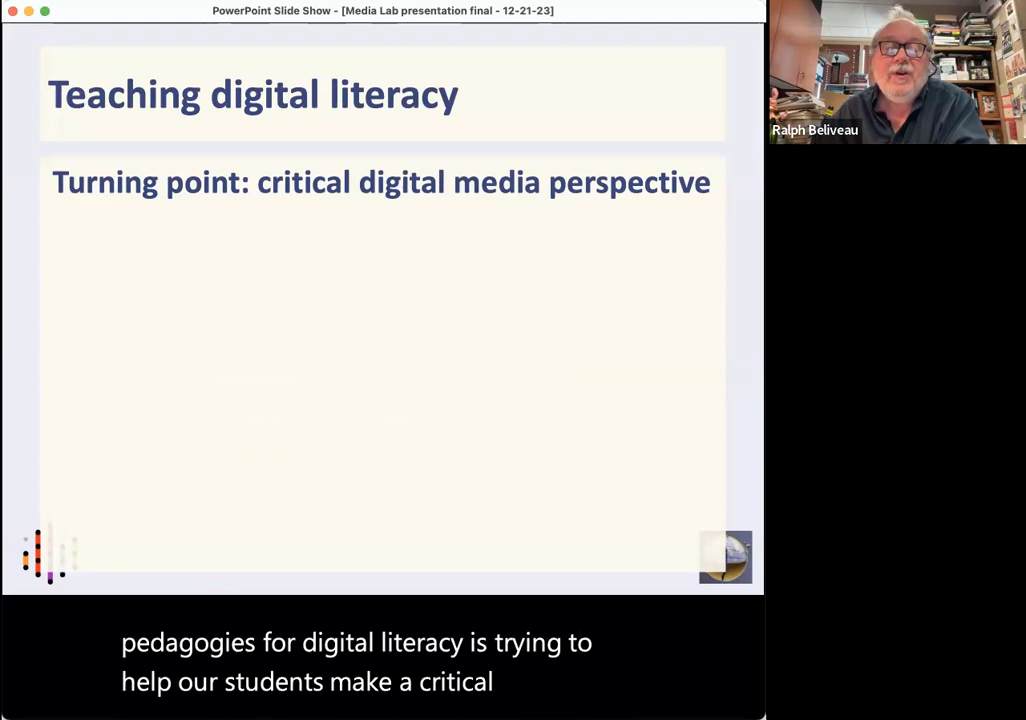 PowerPoint Slide Show - [Media Lab presentation final - 12-21-23]
Teaching digital literacy
Turning point: critical digital media perspective
Ralph Beliveau
pedagogies for digital literacy is trying to
help our students make a critical